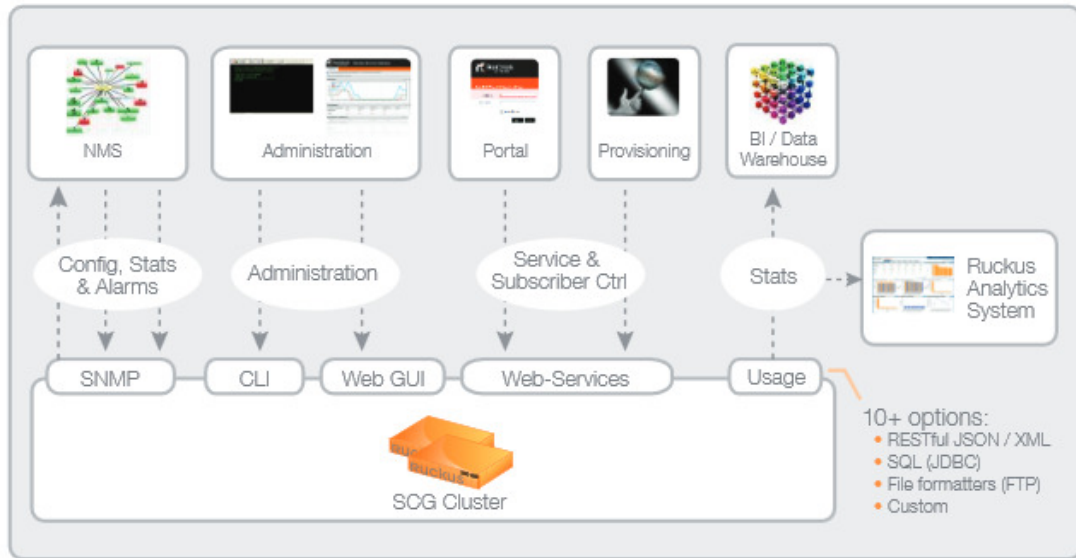 NMS
Administration
Portal
Provisioning
BI / Data
Warehouse
Config, Stats
& Alarms
Administration
Service &
Subscriber Ctrl
Stats
Ruckus
Analytics
System
SNMP
CLI
Web GUI
Web-Services
Usage
Ruckus
SCG Cluster
10+ options:
• RESTful JSON / XML
• SQL (JDBC)
• File formatters (FTP)
• Custom